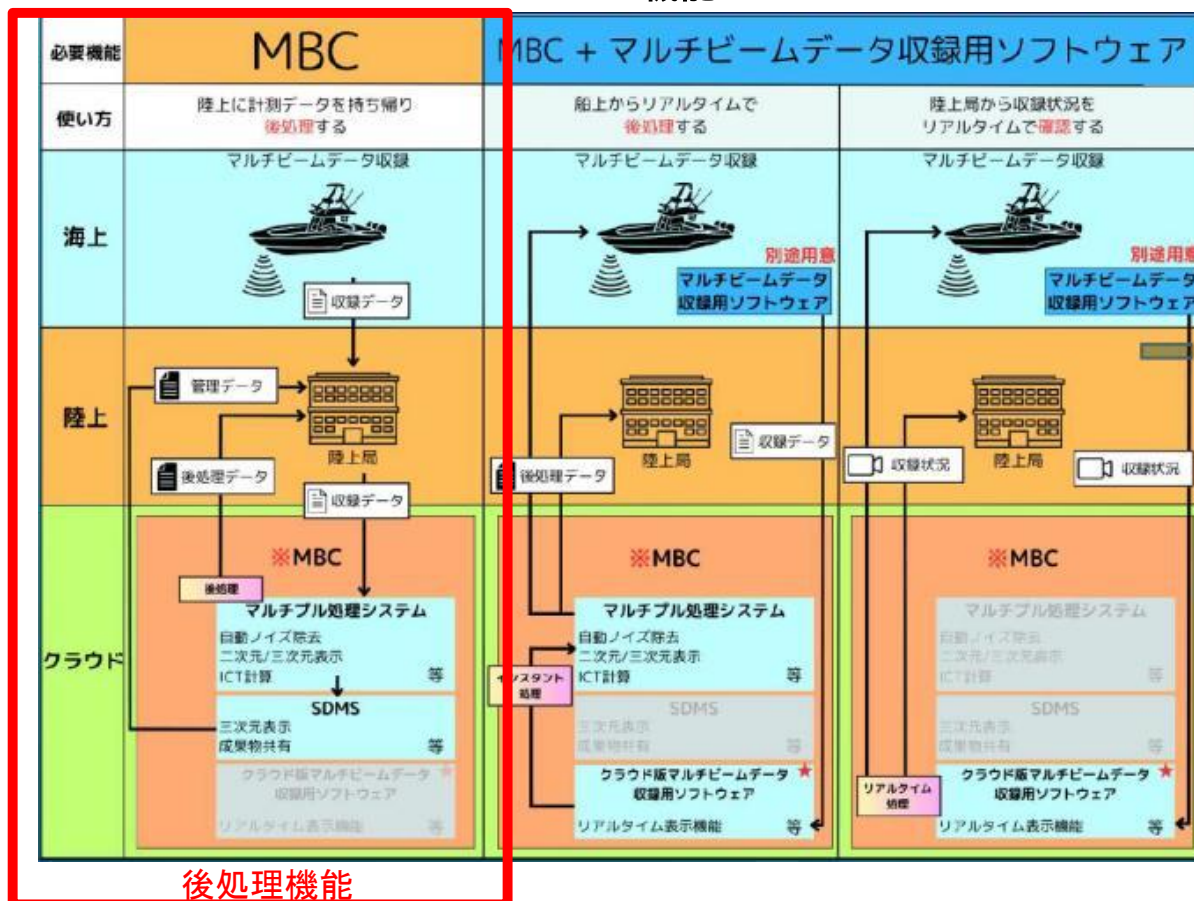 必要機能
MBC
MBC + マルチビームデータ収録用ソフトウェア
使い方
陸上に計測データを持ち帰り
後処理する
船上からリアルタイムで
後処理する
陸上局から収録状況を
リアルタイムで確認する
海上
マルチビームデータ収録
収録データ
マルチビームデータ収録
別途用意
マルチビームデータ
収録用ソフトウェア
マルチビームデータ収録
別途用意
マルチビームデータ
収録用ソフトウェア
陸上
管理データ
陸上局
後処理データ
収録データ
陸上局
収録データ
後処理データ
陸上局
収録状況
収録状況
クラウド
※MBC
後処理
マルチプル処理システム
自動ノイズ除去
二次元/三次元表示
ICT計算 等
SDMS
三次元表示
成果物共有 等
クラウド版マルチビームデータ ★
収録用ソフトウェア
リアルタイム表示機能 等
※MBC
マルチプル処理システム
自動ノイズ除去
二次元/三次元表示
ICT計算 等
インスタント
処理
SDMS
三次元表示
成果物共有 等
クラウド版マルチビームデータ ★
収録用ソフトウェア
リアルタイム表示機能 等
※MBC
マルチプル処理システム
自動ノイズ除去
二次元/三次元表示
ICT計算 等
SDMS
三次元表示
成果物共有 等
リアルタイム
処理
クラウド版マルチビームデータ ★
収録用ソフトウェア
リアルタイム表示機能 等
後処理機能